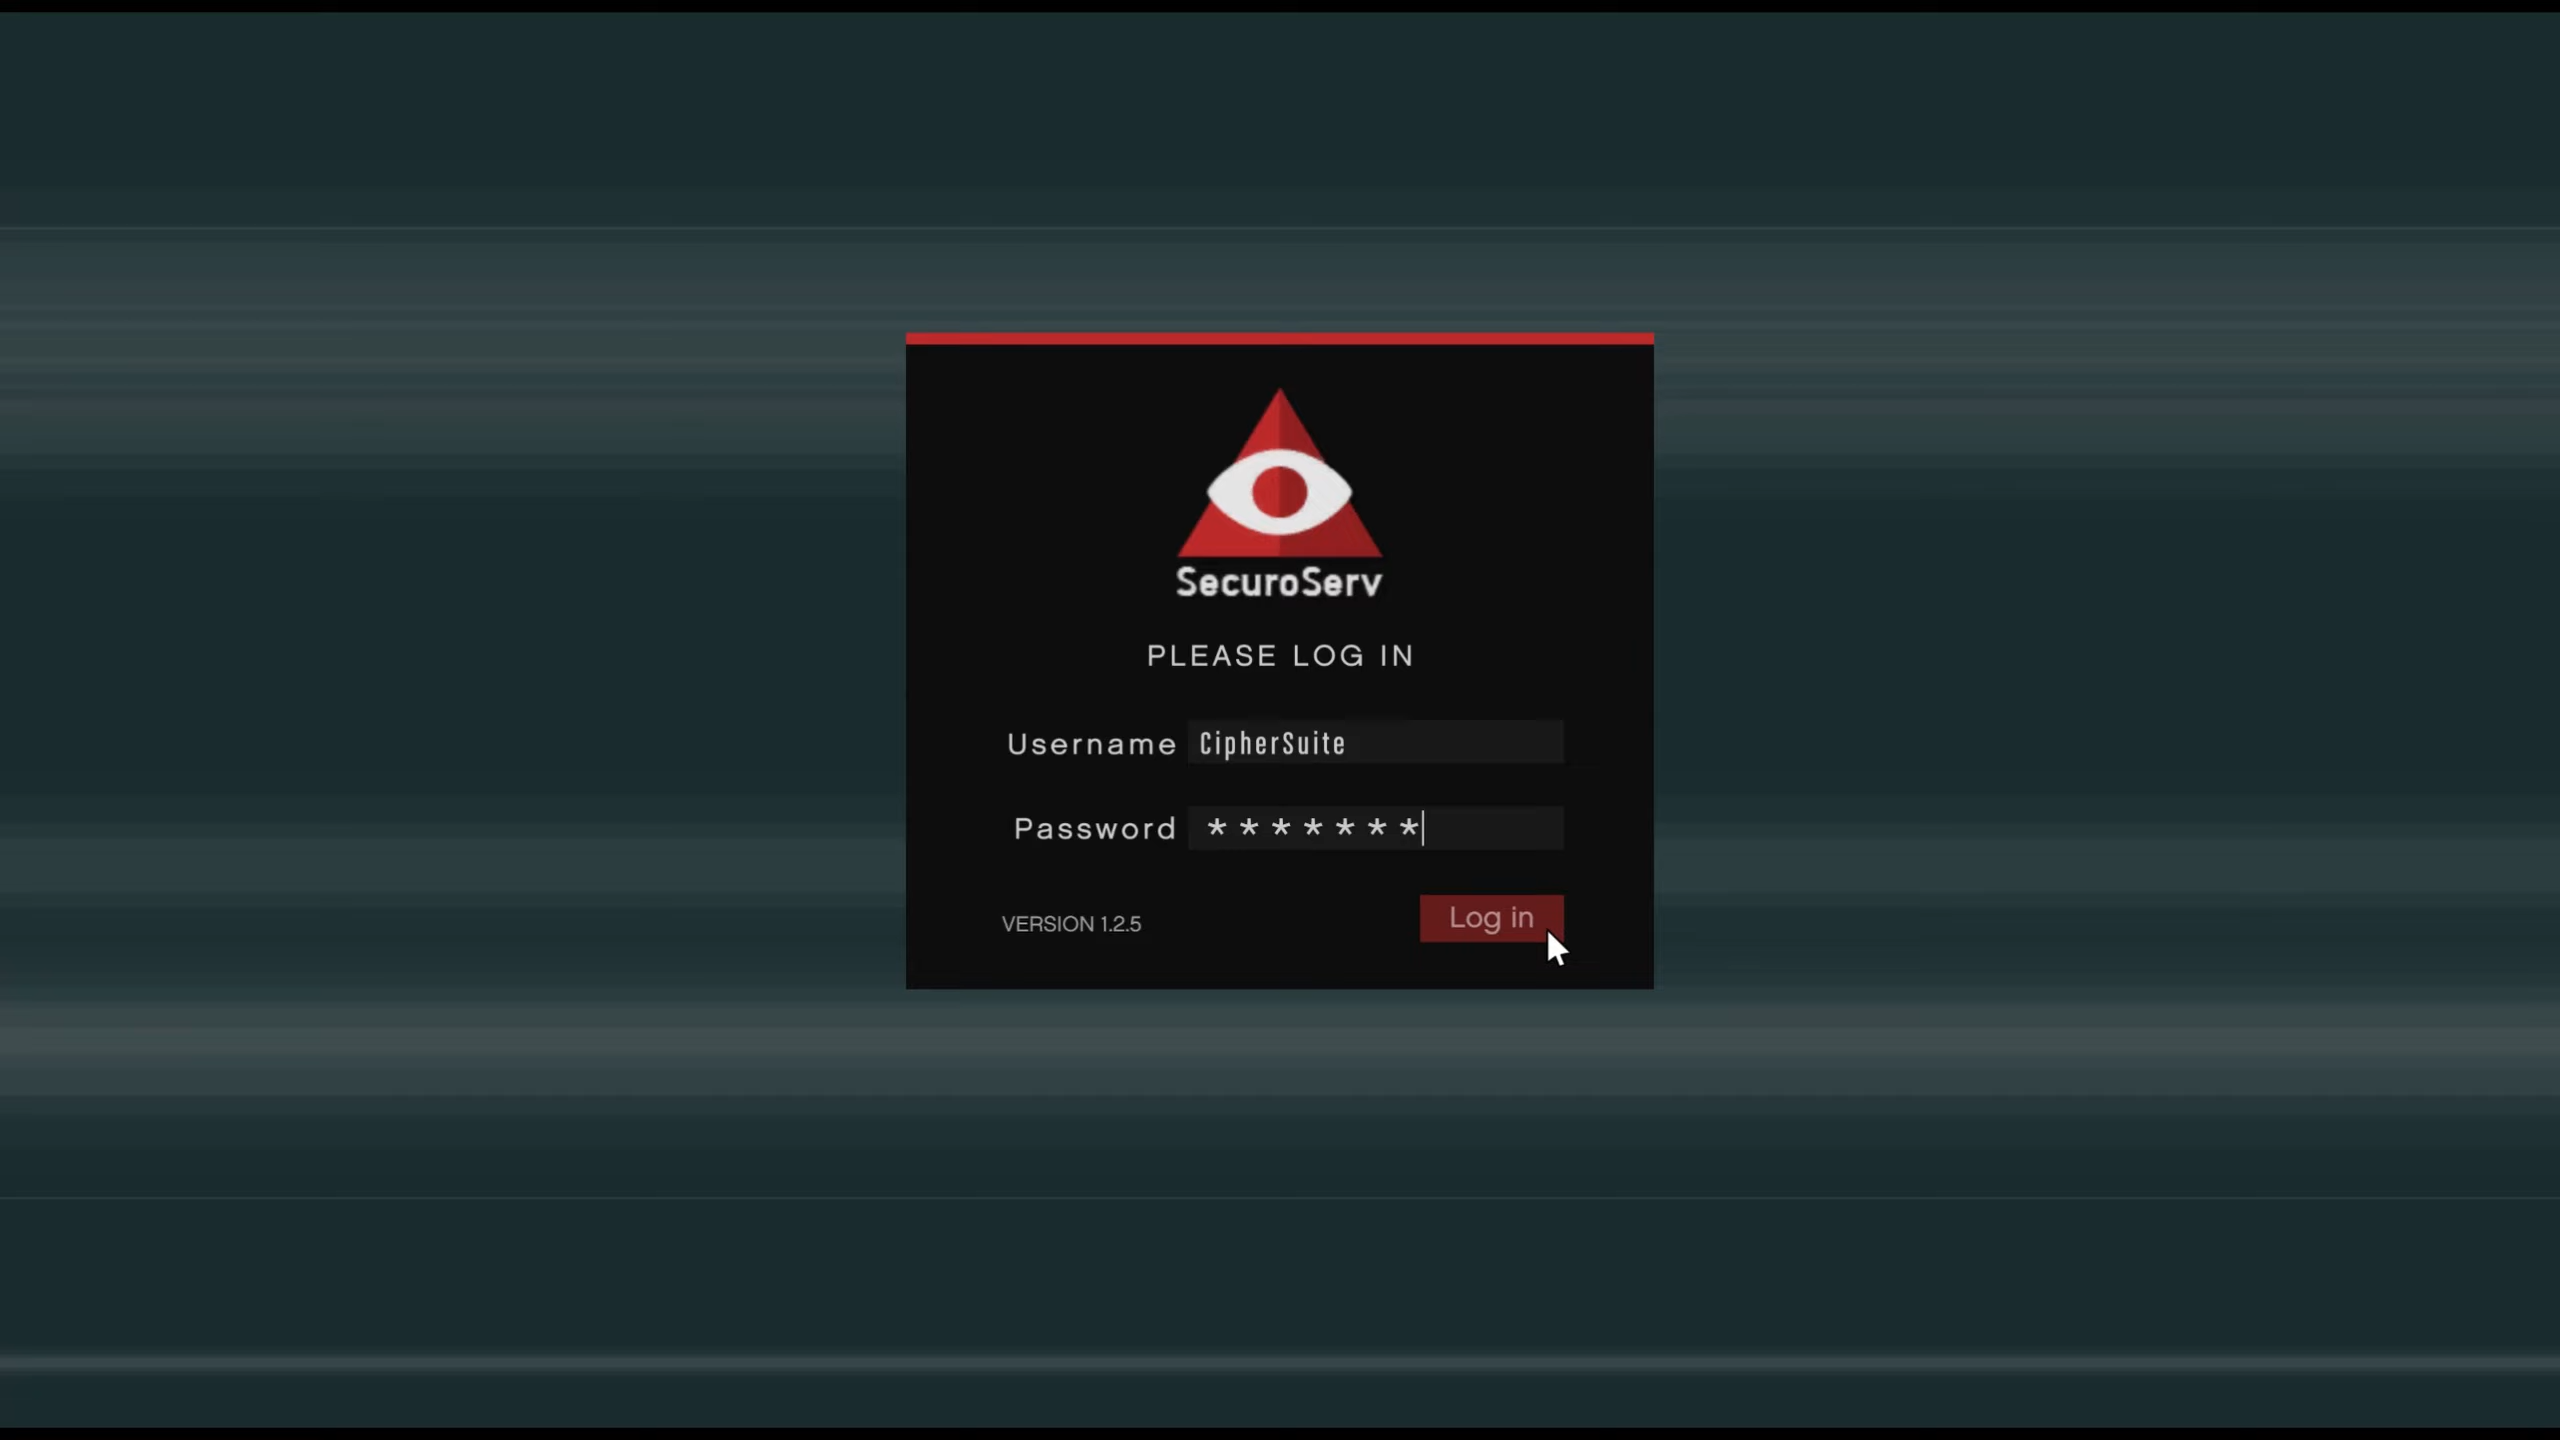 SecuroServ
PLEASE LOG IN
Username CipherSuite
Password *******
VERSION 1.2.5
Log in